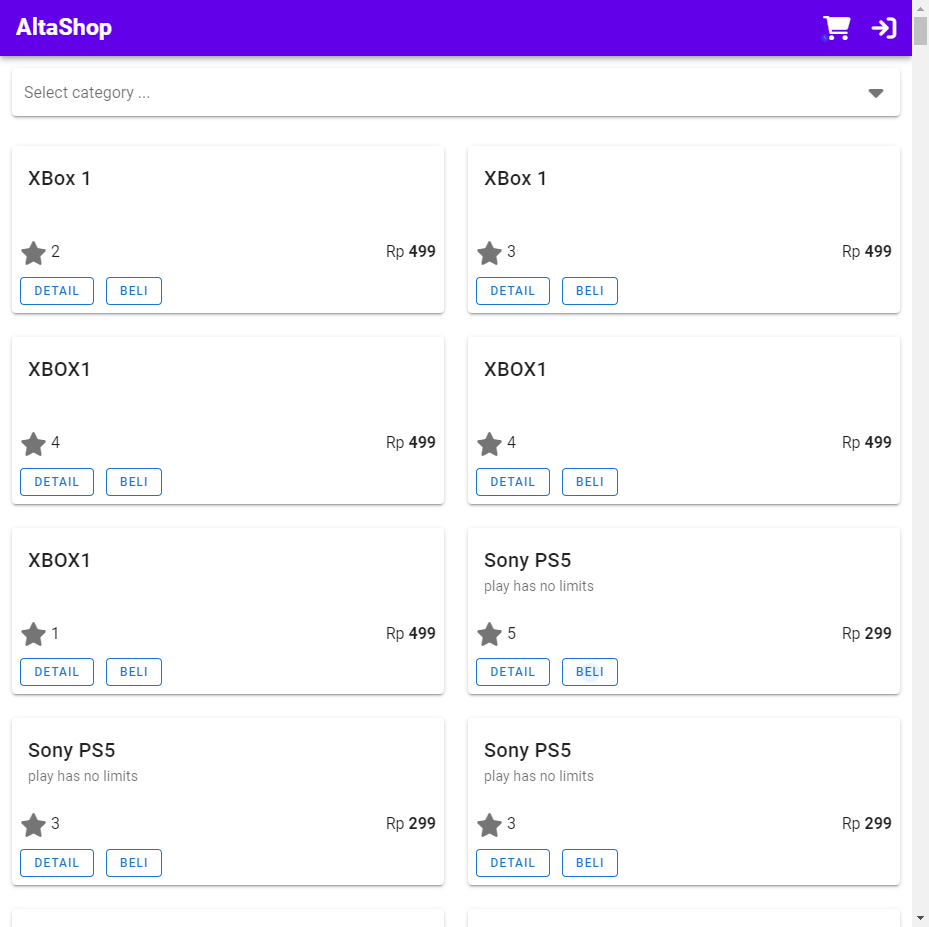 AltaShop
Select category ...
XBox 1
2
Rp 499
DETAIL
BELI
XBox 1
3
Rp 499
DETAIL
BELI
XBOX1
4
Rp 499
DETAIL
BELI
XBOX1
4
Rp 499
DETAIL
BELI
XBOX1
1
Rp 499
DETAIL
BELI
Sony PS5
play has no limits
5
Rp 299
DETAIL
BELI
Sony PS5
play has no limits
3
Rp 299
DETAIL
BELI
Sony PS5
play has no limits
3
Rp 299
DETAIL
BELI